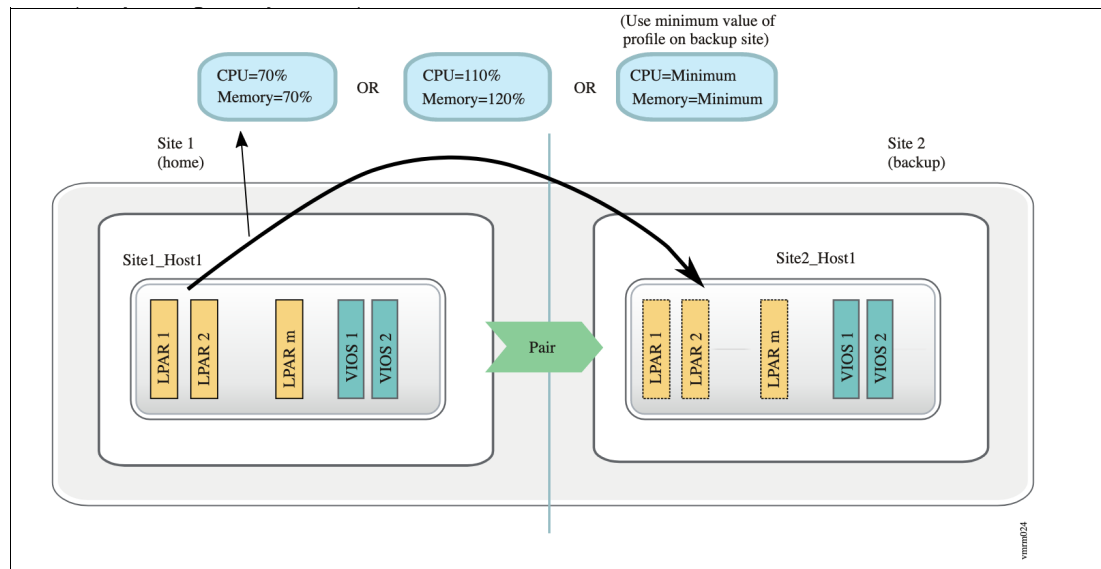 (Use minimum value of
profile on backup site)
CPU=70%
Memory=70%
OR
CPU=110%
Memory=120%
OR
CPU=Minimum
Memory=Minimum
Site 1
(home)
Site 2
(backup)
Site1_Host1
Site2_Host1
LPAR 1
LPAR 2
LPAR m
VIOS 1
VIOS 2
Pair
LPAR 1
LPAR 2
LPAR m
VIOS 1
VIOS 2
vmrm024